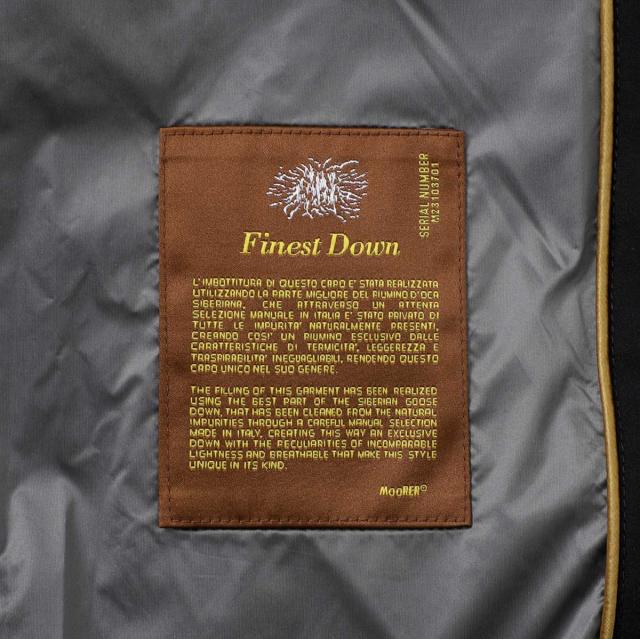 SERIAL NUMBER
M23103701
Finest Down
L'IMBOTTITURA DI QUESTO CAPO E' STATA REALIZZATA
UTILIZZANDO LA PARTE MIGLIORE DEL PIUMINO D'OCA
SIBERIANA, CHE ATTRAVERSO UN ATTENTA
SELEZIONE MANUALE IN ITALIA E' STATO PRIVATO DI
TUTTE LE IMPURITA' NATURALMENTE PRESENTI,
CREANDO COSI' UN PIUMINO ESCLUSIVO DALLE
CARATTERISTICHE DI TERMICITA', LEGGEREZZA E
TRASPIRABILITA' INEGUAGLIABILI, RENDENDO QUESTO
CAPO UNICO NEL SUO GENERE.
THE FILLING OF THIS GARMENT HAS BEEN REALIZED
USING THE BEST PART OF THE SIBERIAN GOOSE
DOWN, THAT HAS BEEN CLEANED FROM THE NATURAL
IMPURITIES THROUGH A CAREFUL MANUAL SELECTION
MADE IN ITALY, CREATING THIS WAY AN EXCLUSIVE
DOWN WITH THE PECULIARITIES OF INCOMPARABLE
LIGHTNESS AND BREATHABLE THAT MAKE THIS STYLE
UNIQUE IN ITS KIND.
MOORER®